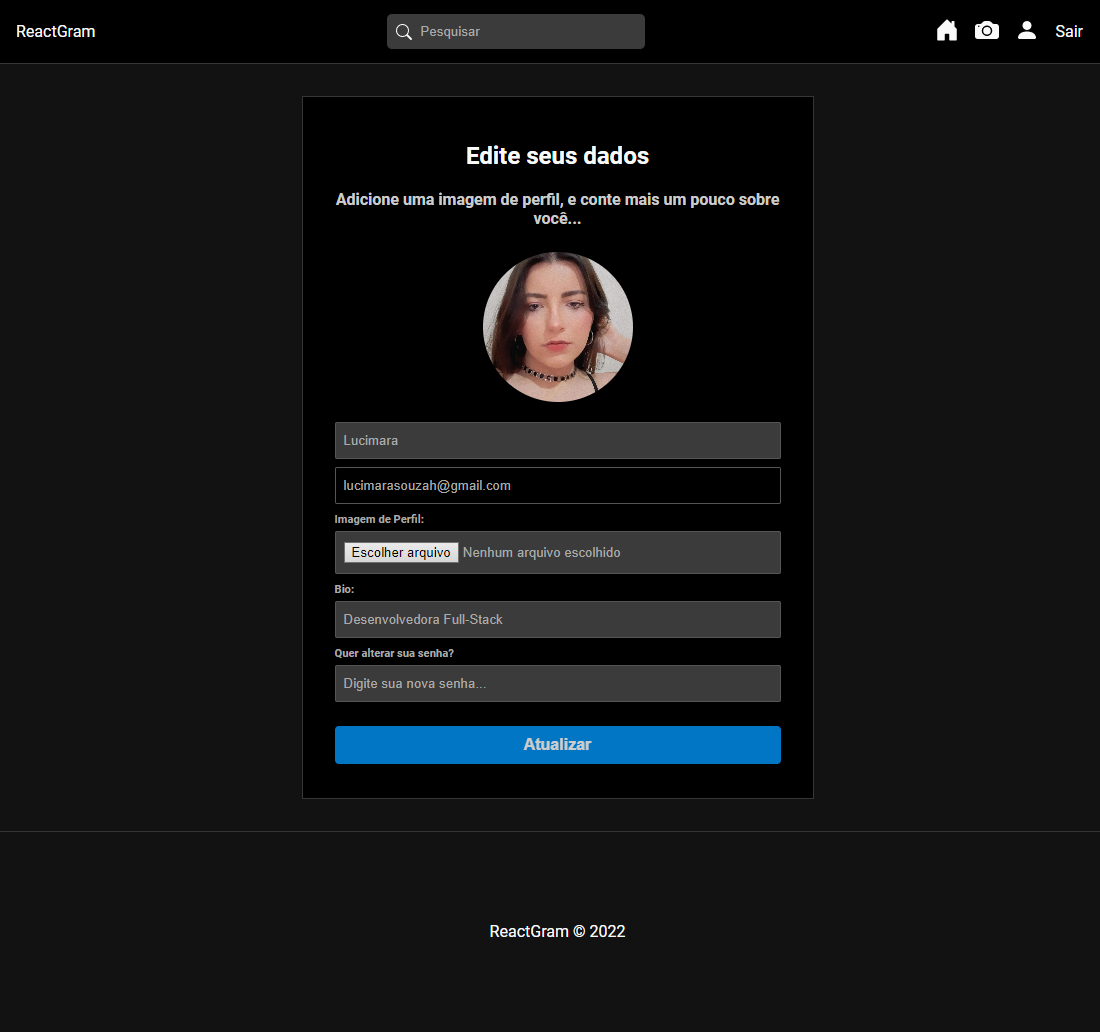 ReactGram
Pesquisar
Sair
Edite seus dados
Adicione uma imagem de perfil, e conte mais um pouco sobre
você...
Lucimara
lucimarasouzah@gmail.com
Imagem de Perfil:
Escolher arquivo Nenhum arquivo escolhido
Bio:
Desenvolvedora Full-Stack
Quer alterar sua senha?
Digite sua nova senha...
Atualizar
ReactGram © 2022